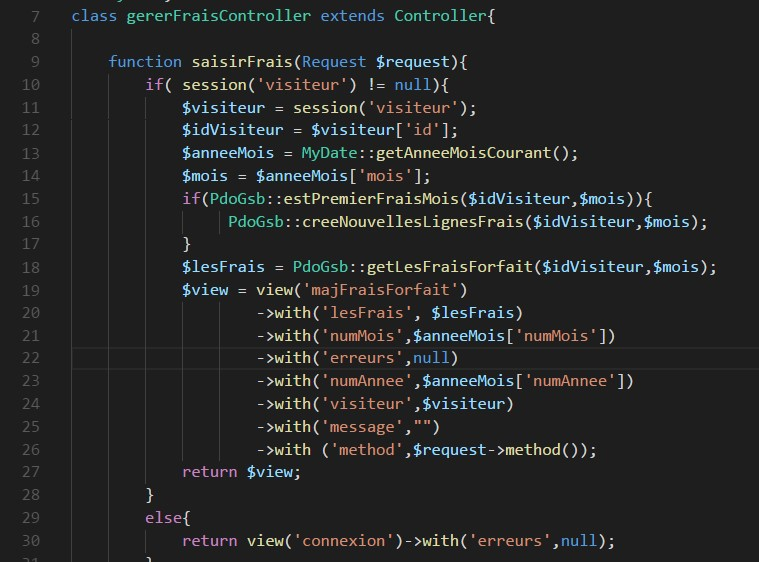 7 class gererFraisController extends Controller{
8
9 function saisirFrais(Request $request){
10 if( session('visiteur') != null){
11 $visiteur = session('visiteur');
12 $idVisiteur = $visiteur['id'];
13 $anneeMois = MyDate::getAnneeMoisCourant();
14 $mois = $anneeMois['mois'];
15 if(PdoGsb::estPremierFraisMois($idVisiteur,$mois)){
16 PdoGsb::creeNouvellesLignesFrais($idVisiteur,$mois);
17 }
18 $lesFrais = PdoGsb::getLesFraisForfait($idVisiteur,$mois);
19 $view = view('majFraisForfait')
20 ->with('lesFrais', $lesFrais)
21 ->with('numMois',$anneeMois['numMois'])
22 ->with('erreurs',null)
23 ->with('numAnnee',$anneeMois['numAnnee'])
24 ->with('visiteur',$visiteur)
25 ->with('message',"")
26 ->with ('method',$request->method());
27 return $view;
28 }
29 else{
30 return view('connexion')->with('erreurs',null);